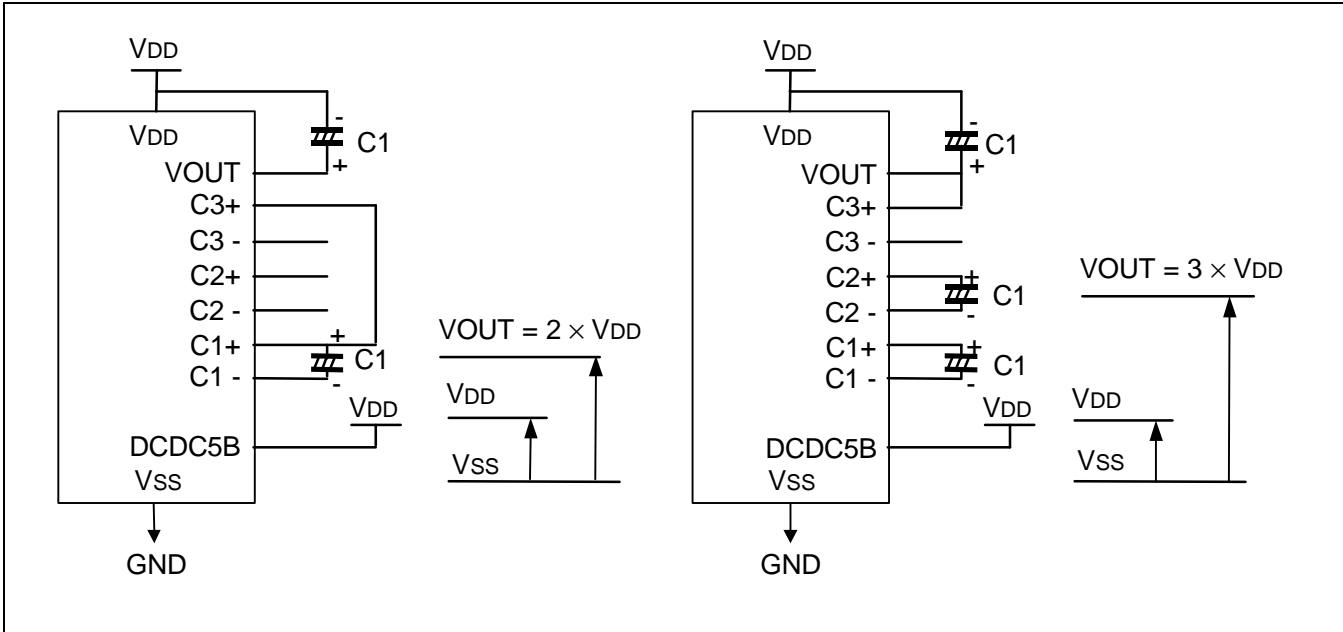 VDD
VDD
-
C1
+
VOUT
C3+
C3 -
C2+
C2 -
C1+
C1 -
+
C1
-
VDD
DCDC5B
VSS
GND
VOUT = 2 × VDD
VDD
VSS
VDD
VDD
-
C1
+
VOUT
C3+
C3 -
C2+
C2 -
+
C1
-
C1+
C1 -
+
C1
-
VDD
DCDC5B
VSS
GND
VOUT = 3 × VDD
VDD
VSS